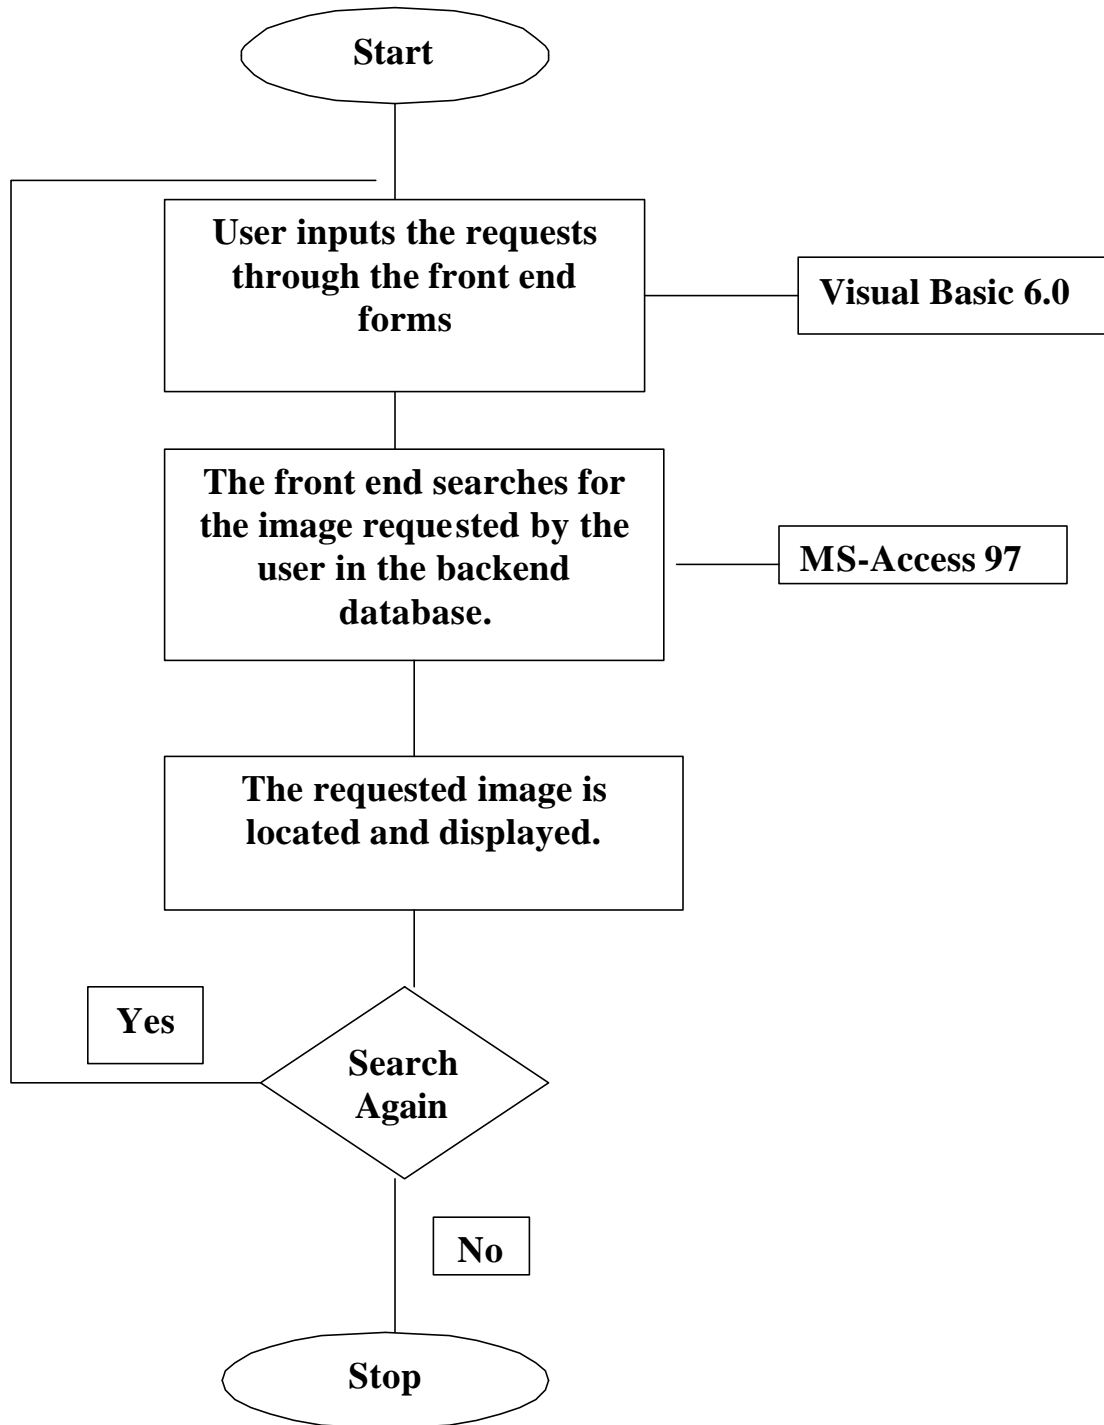 Start
User inputs the requests
through the front end
forms
Visual Basic 6.0
The front end searches for
the image requested by the
user in the backend
database.
MS-Access 97
The requested image is
located and displayed.
Yes
Search
Again
No
Stop